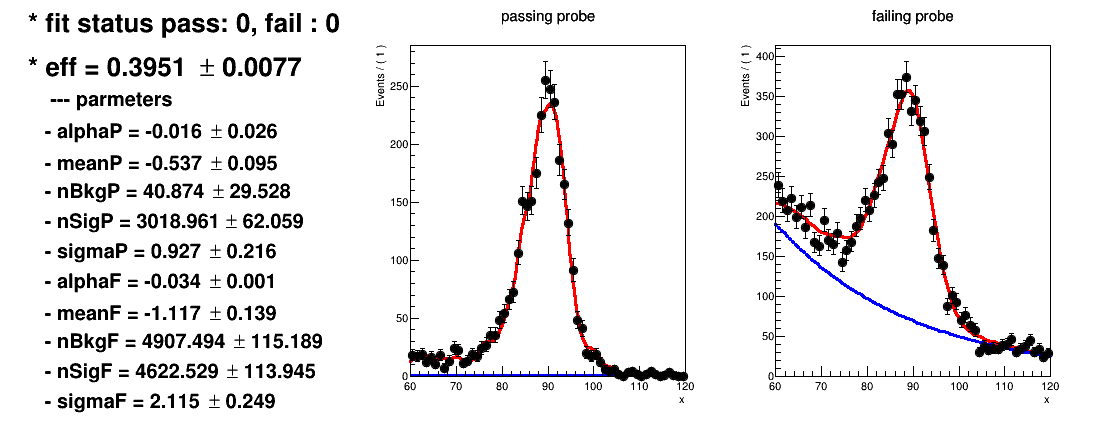 * fit status pass: 0, fail : 0
* eff = 0.3951 ± 0.0077
--- parmeters
- alphaP = -0.016 ± 0.026
- meanP = -0.537 ± 0.095
- nBkgP = 40.874 ± 29.528
- nSigP = 3018.961 ± 62.059
- sigmaP = 0.927 ± 0.216
- alphaF = -0.034 ± 0.001
- meanF = -1.117 ± 0.139
- nBkgF = 4907.494 ± 115.189
- nSigF = 4622.529 ± 113.945
- sigmaF = 2.115 ± 0.249
passing probe
Events / ( 1 )
250
200
150
100
50
0
60 70 80 90 100 110 120
x
failing probe
Events / ( 1 )
400
350
300
250
200
150
100
50
0
60 70 80 90 100 110 120
x